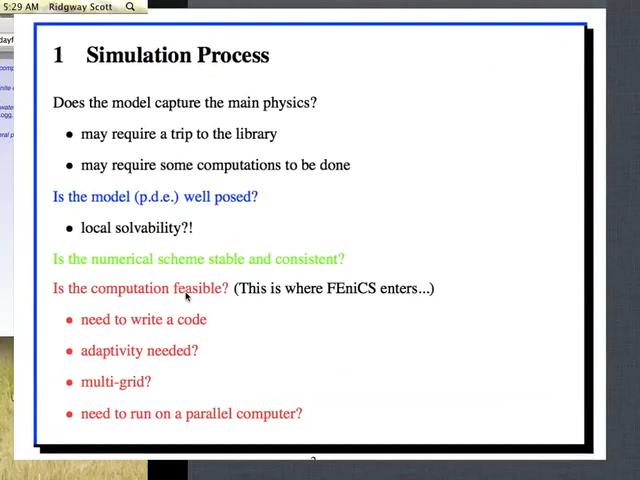 5:29 AM Ridgway Scott
1 Simulation Process
Does the model capture the main physics?
• may require a trip to the library
• may require some computations to be done
Is the model (p.d.e.) well posed?
• local solvability?!
Is the numerical scheme stable and consistent?
Is the computation feasible? (This is where FEniCS enters...)
• need to write a code
• adaptivity needed?
• multi-grid?
• need to run on a parallel computer?